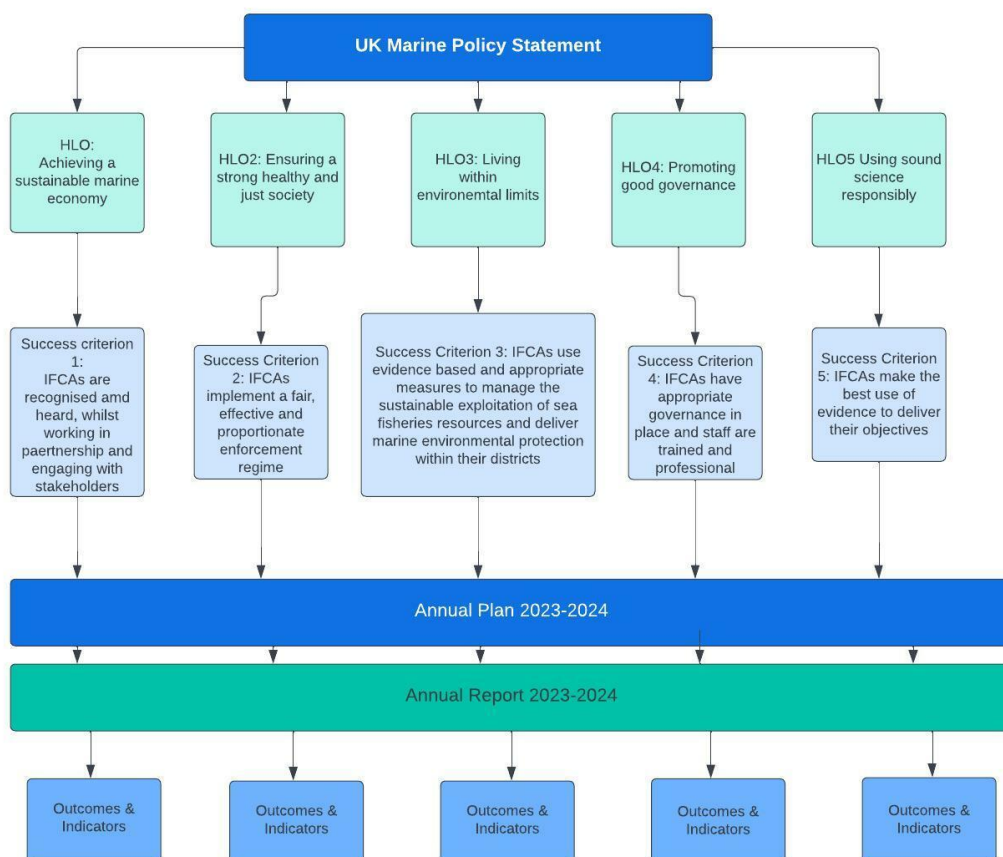 UK Marine Policy Statement
HLO:
Achieving a
sustainable marine
economy
HLO2: Ensuring a
strong healthy and
just society
HLO3: Living
within
environemtal limits
HLO4: Promoting
good governance
HLO5 Using sound
science
responsibly
Success criterion
1:
IFCAs are
recognised amd
heard, whilst
working in
paertnership and
engaging with
stakeholders
Success Criterion
2: IFCAs
implement a fair,
effective and
proportionate
enforcement
regime
Success Criterion 3: IFCAs use
evidence based and appropriate
measures to manage the
sustainable exploitation of sea
fisheries resources and deliver
marine environmental protection
within their districts
Success Criterion
4: IFCAs have
appropriate
governance in
place and staff are
trained and
professional
Success Criterion
5: IFCAs make the
best use of
evidence to deliver
their objectives
Annual Plan 2023-2024
Annual Report 2023-2024
Outcomes &
Indicators
Outcomes &
Indicators
Outcomes &
Indicators
Outcomes &
Indicators
Outcomes &
Indicators